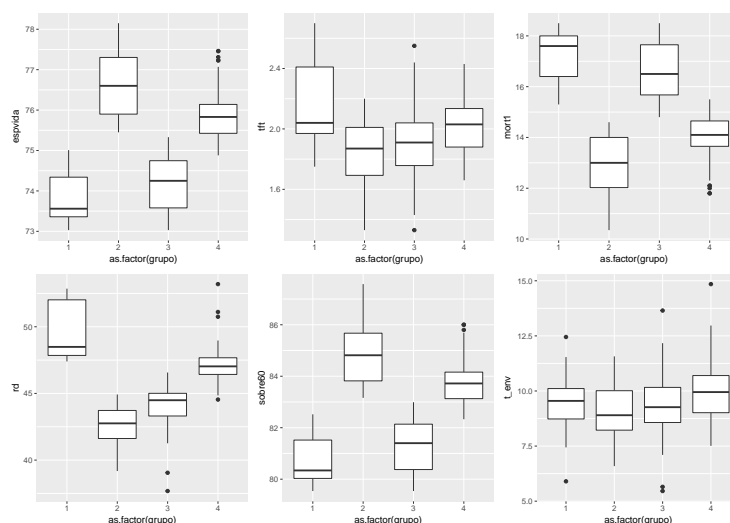 espvida
78
77
76
75
74
73
1 2 3 4
as.factor(grupo)
tft
2.4
2.0
1.6
1 2 3 4
as.factor(grupo)
mort1
18
16
14
12
10
1 2 3 4
as.factor(grupo)
rd
50
45
40
1 2 3 4
as.factor(grupo)
sobre60
86
84
82
80
1 2 3 4
as.factor(grupo)
t_env
15.0
12.5
10.0
7.5
5.0
1 2 3 4
as.factor(grupo)